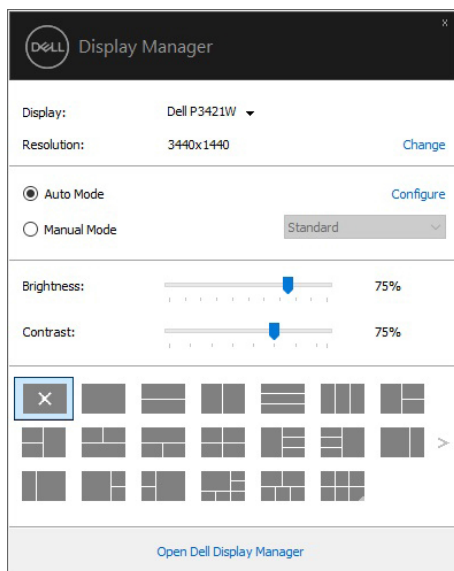 x
DELL Display Manager
Display: Dell P3421W
Resolution: 3440x1440 Change
Auto Mode Configure
Manual Mode Standard
Brightness: 75%
Contrast: 75%
Open Dell Display Manager